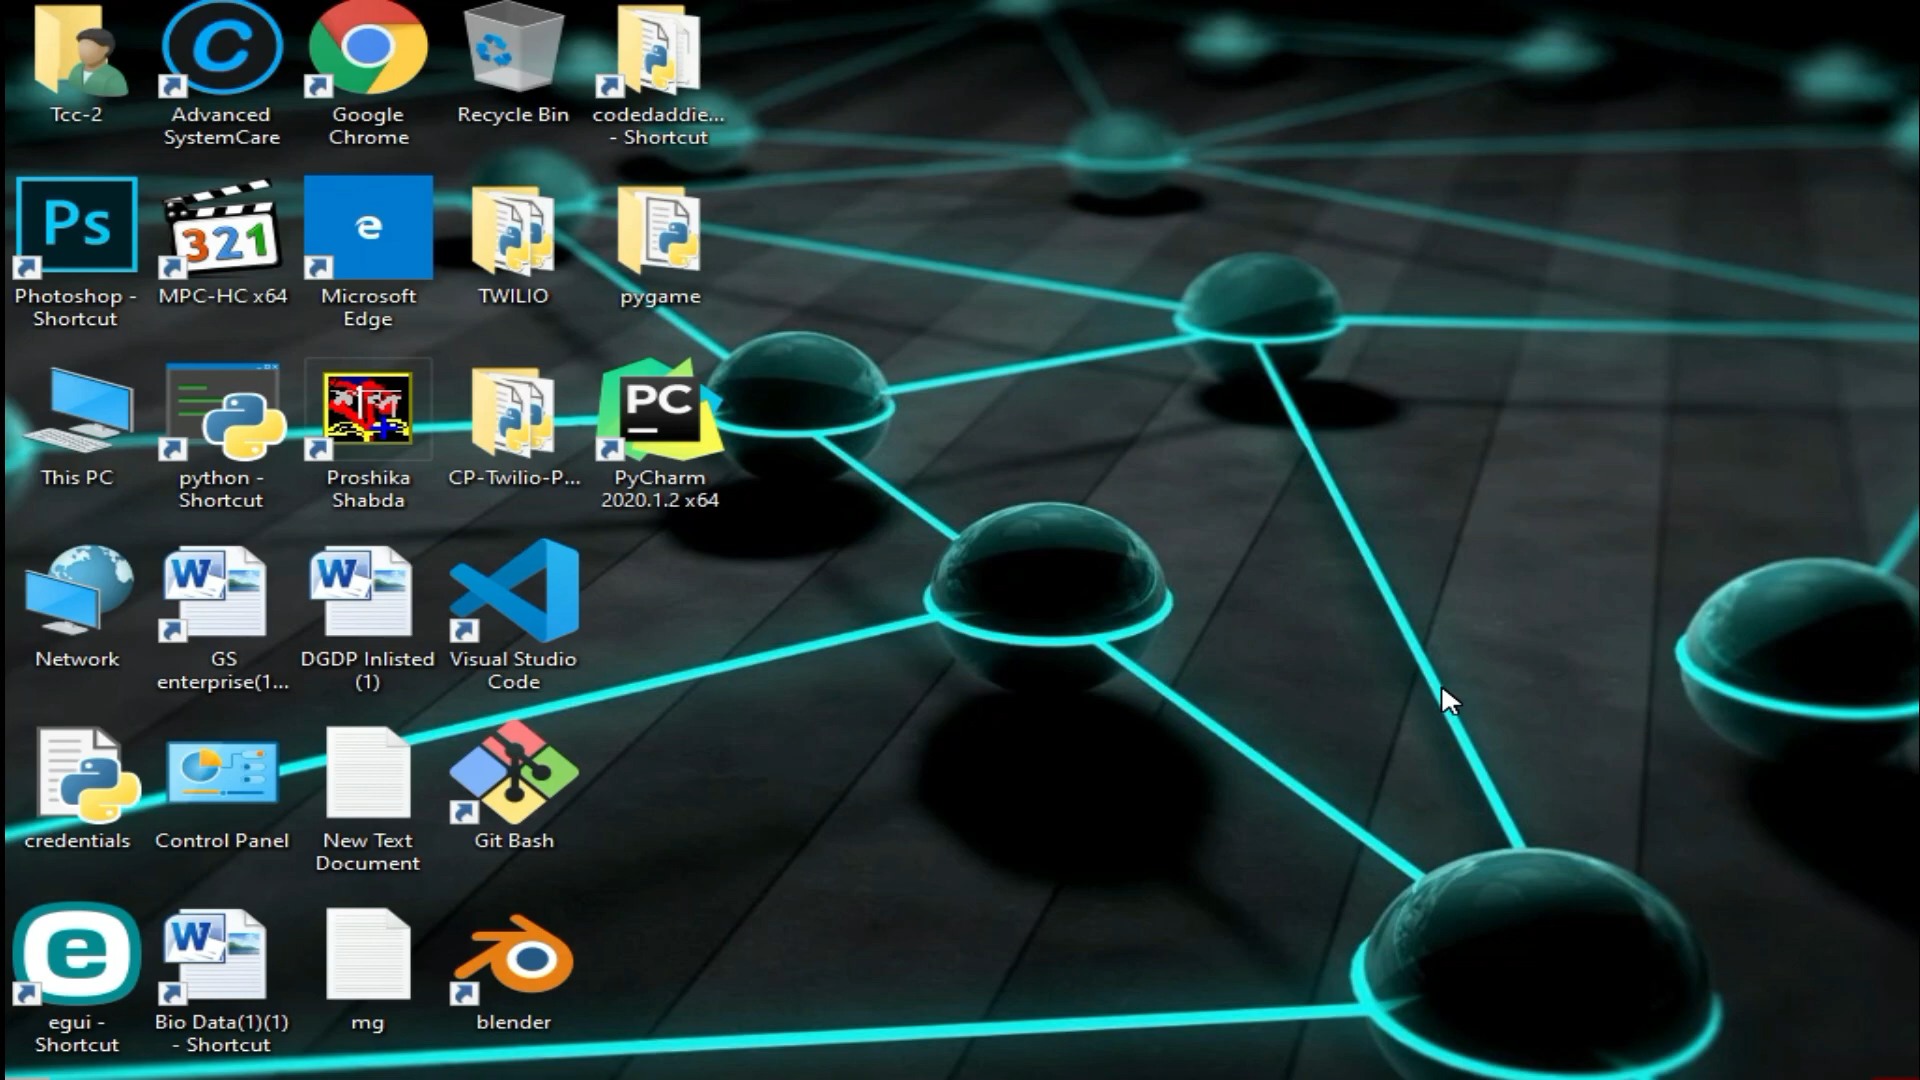 Tcc-2
Advanced
SystemCare
Google
Chrome
Recycle Bin
codedaddie...
- Shortcut
Ps
Photoshop -
Shortcut
321
MPC-HC x64
e
Microsoft
Edge
TWILIO
pygame
This PC
python -
Shortcut
Proshika
Shabda
CP-Twilio-P...
PC
PyCharm
2020.1.2 x64
Network
W
GS
enterprise(1...
W
DGDP Inlisted
(1)
Visual Studio
Code
credentials
Control Panel
New Text
Document
Git Bash
e
egui -
Shortcut
W
Bio Data(1)(1)
- Shortcut
mg
blender